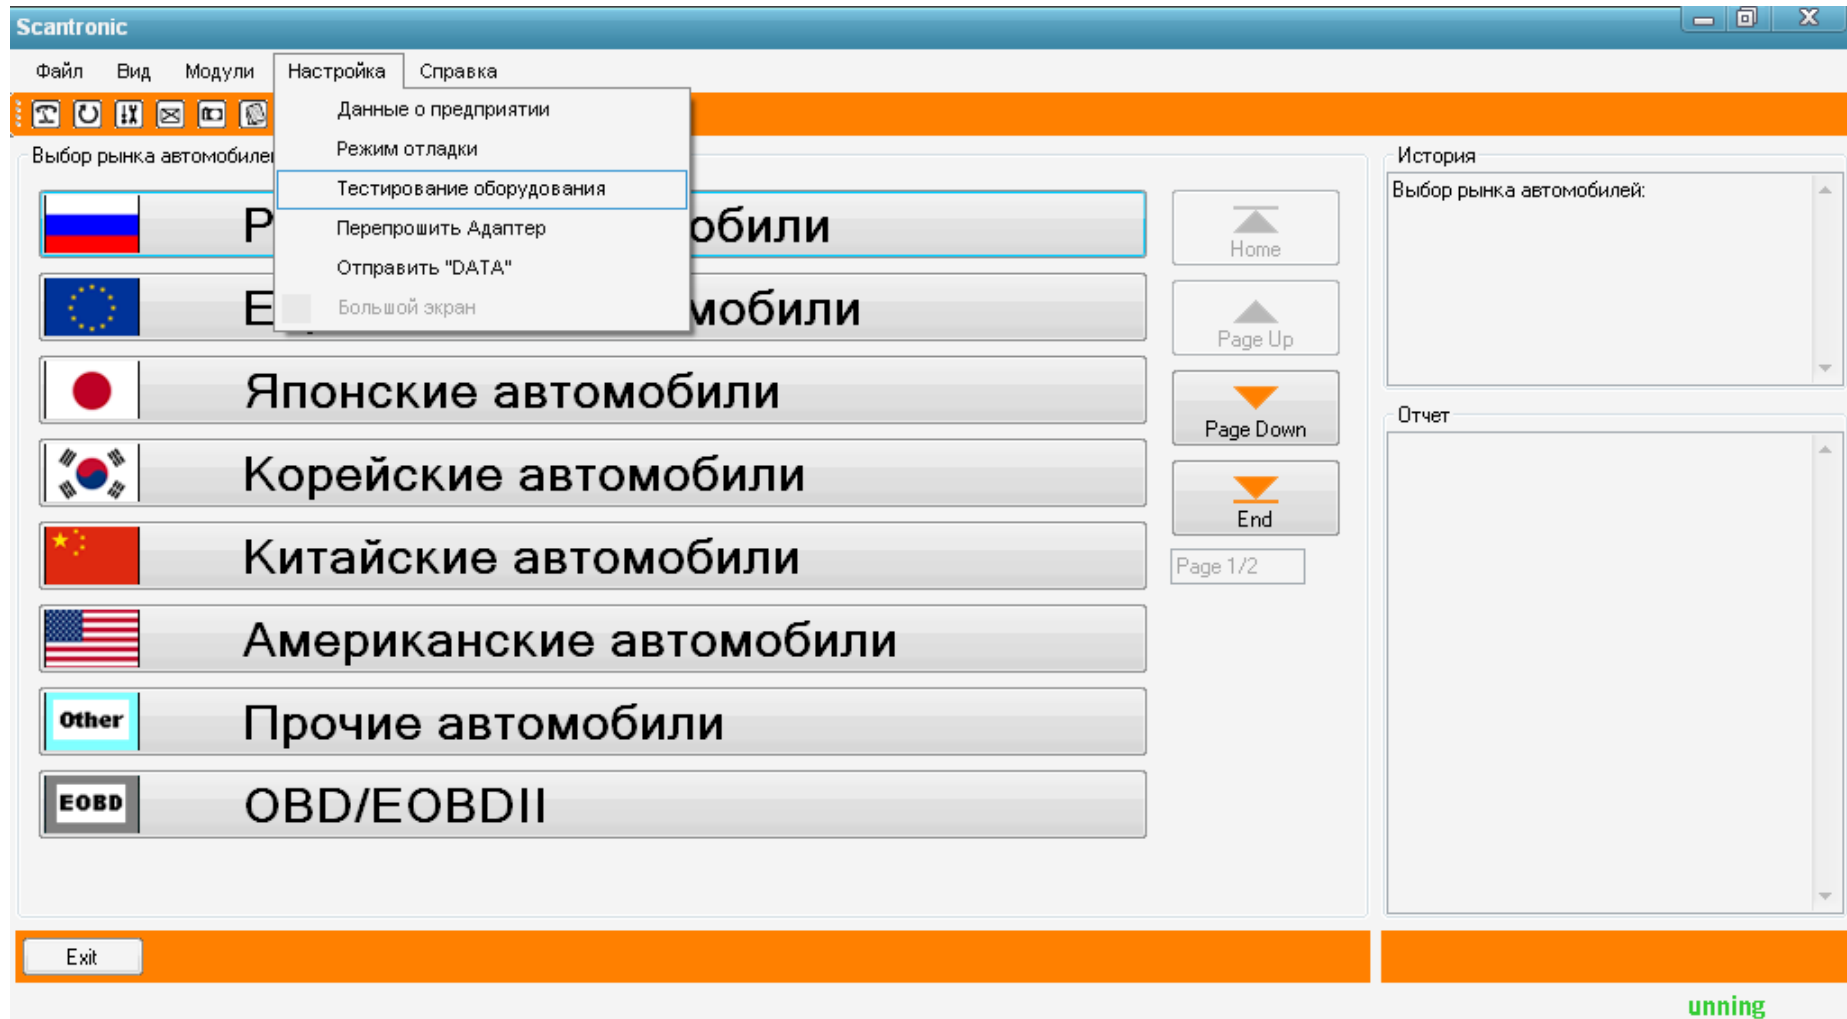 Scantronic
Файл Вид Модули Настройка Справка
Данные о предприятии
Режим отладки
Тестирование оборудования
Перепрошить Адаптер
Отправить "DATA"
Большой экран
Выбор рынка
Р обили
Е мобили
Японские автомобили
Корейские автомобили
Китайские автомобили
Американские автомобили
Other Прочие автомобили
EOBD OBD/EOBDII
Home
Page Up
Page Down
End
Page 1/2
История
Выбор рынка автомобилей:
Отчет
Exit
unning